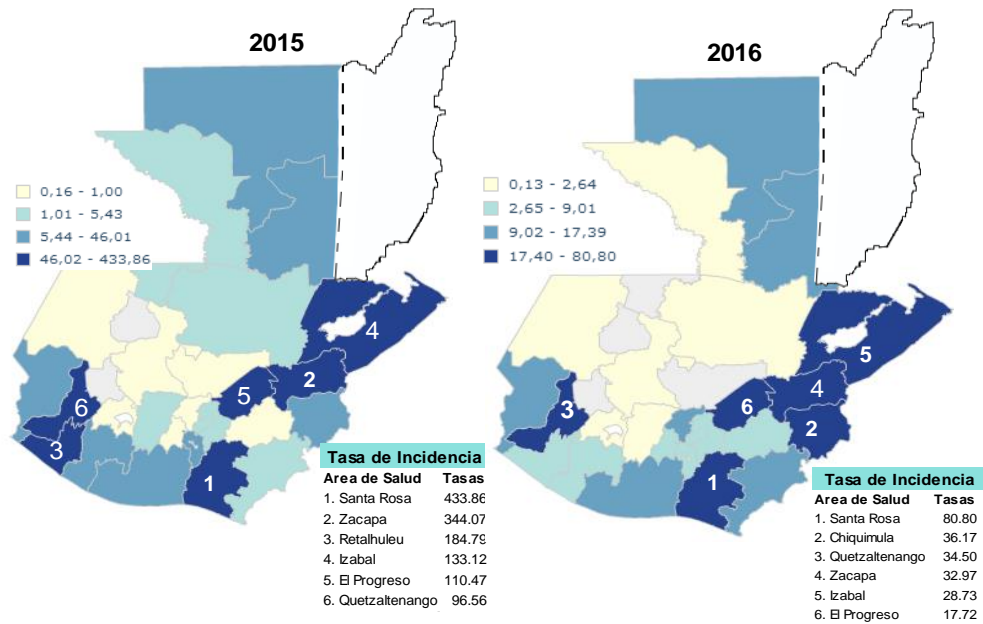 2015
0,16 - 1,00
1,01 - 5,43
5,44 - 46,01
46,02 - 433,86
4
2
5
6
3
1
Tasa de Incidencia
Area de Salud Tasas
1. Santa Rosa 433.86
2. Zacapa 344.07
3. Retalhuleu 184.79
4. Izabal 133.12
5. El Progreso 110.47
6. Quetzaltenango 96.56
2016
0,13 - 2,64
2,65 - 9,01
9,02 - 17,39
17,40 - 80,80
5
4
6
3
2
1
Tasa de Incidencia
Area de Salud Tasas
1. Santa Rosa 80.80
2. Chiquimula 36.17
3. Quetzaltenango 34.50
4. Zacapa 32.97
5. Izabal 28.73
6. El Progreso 17.72